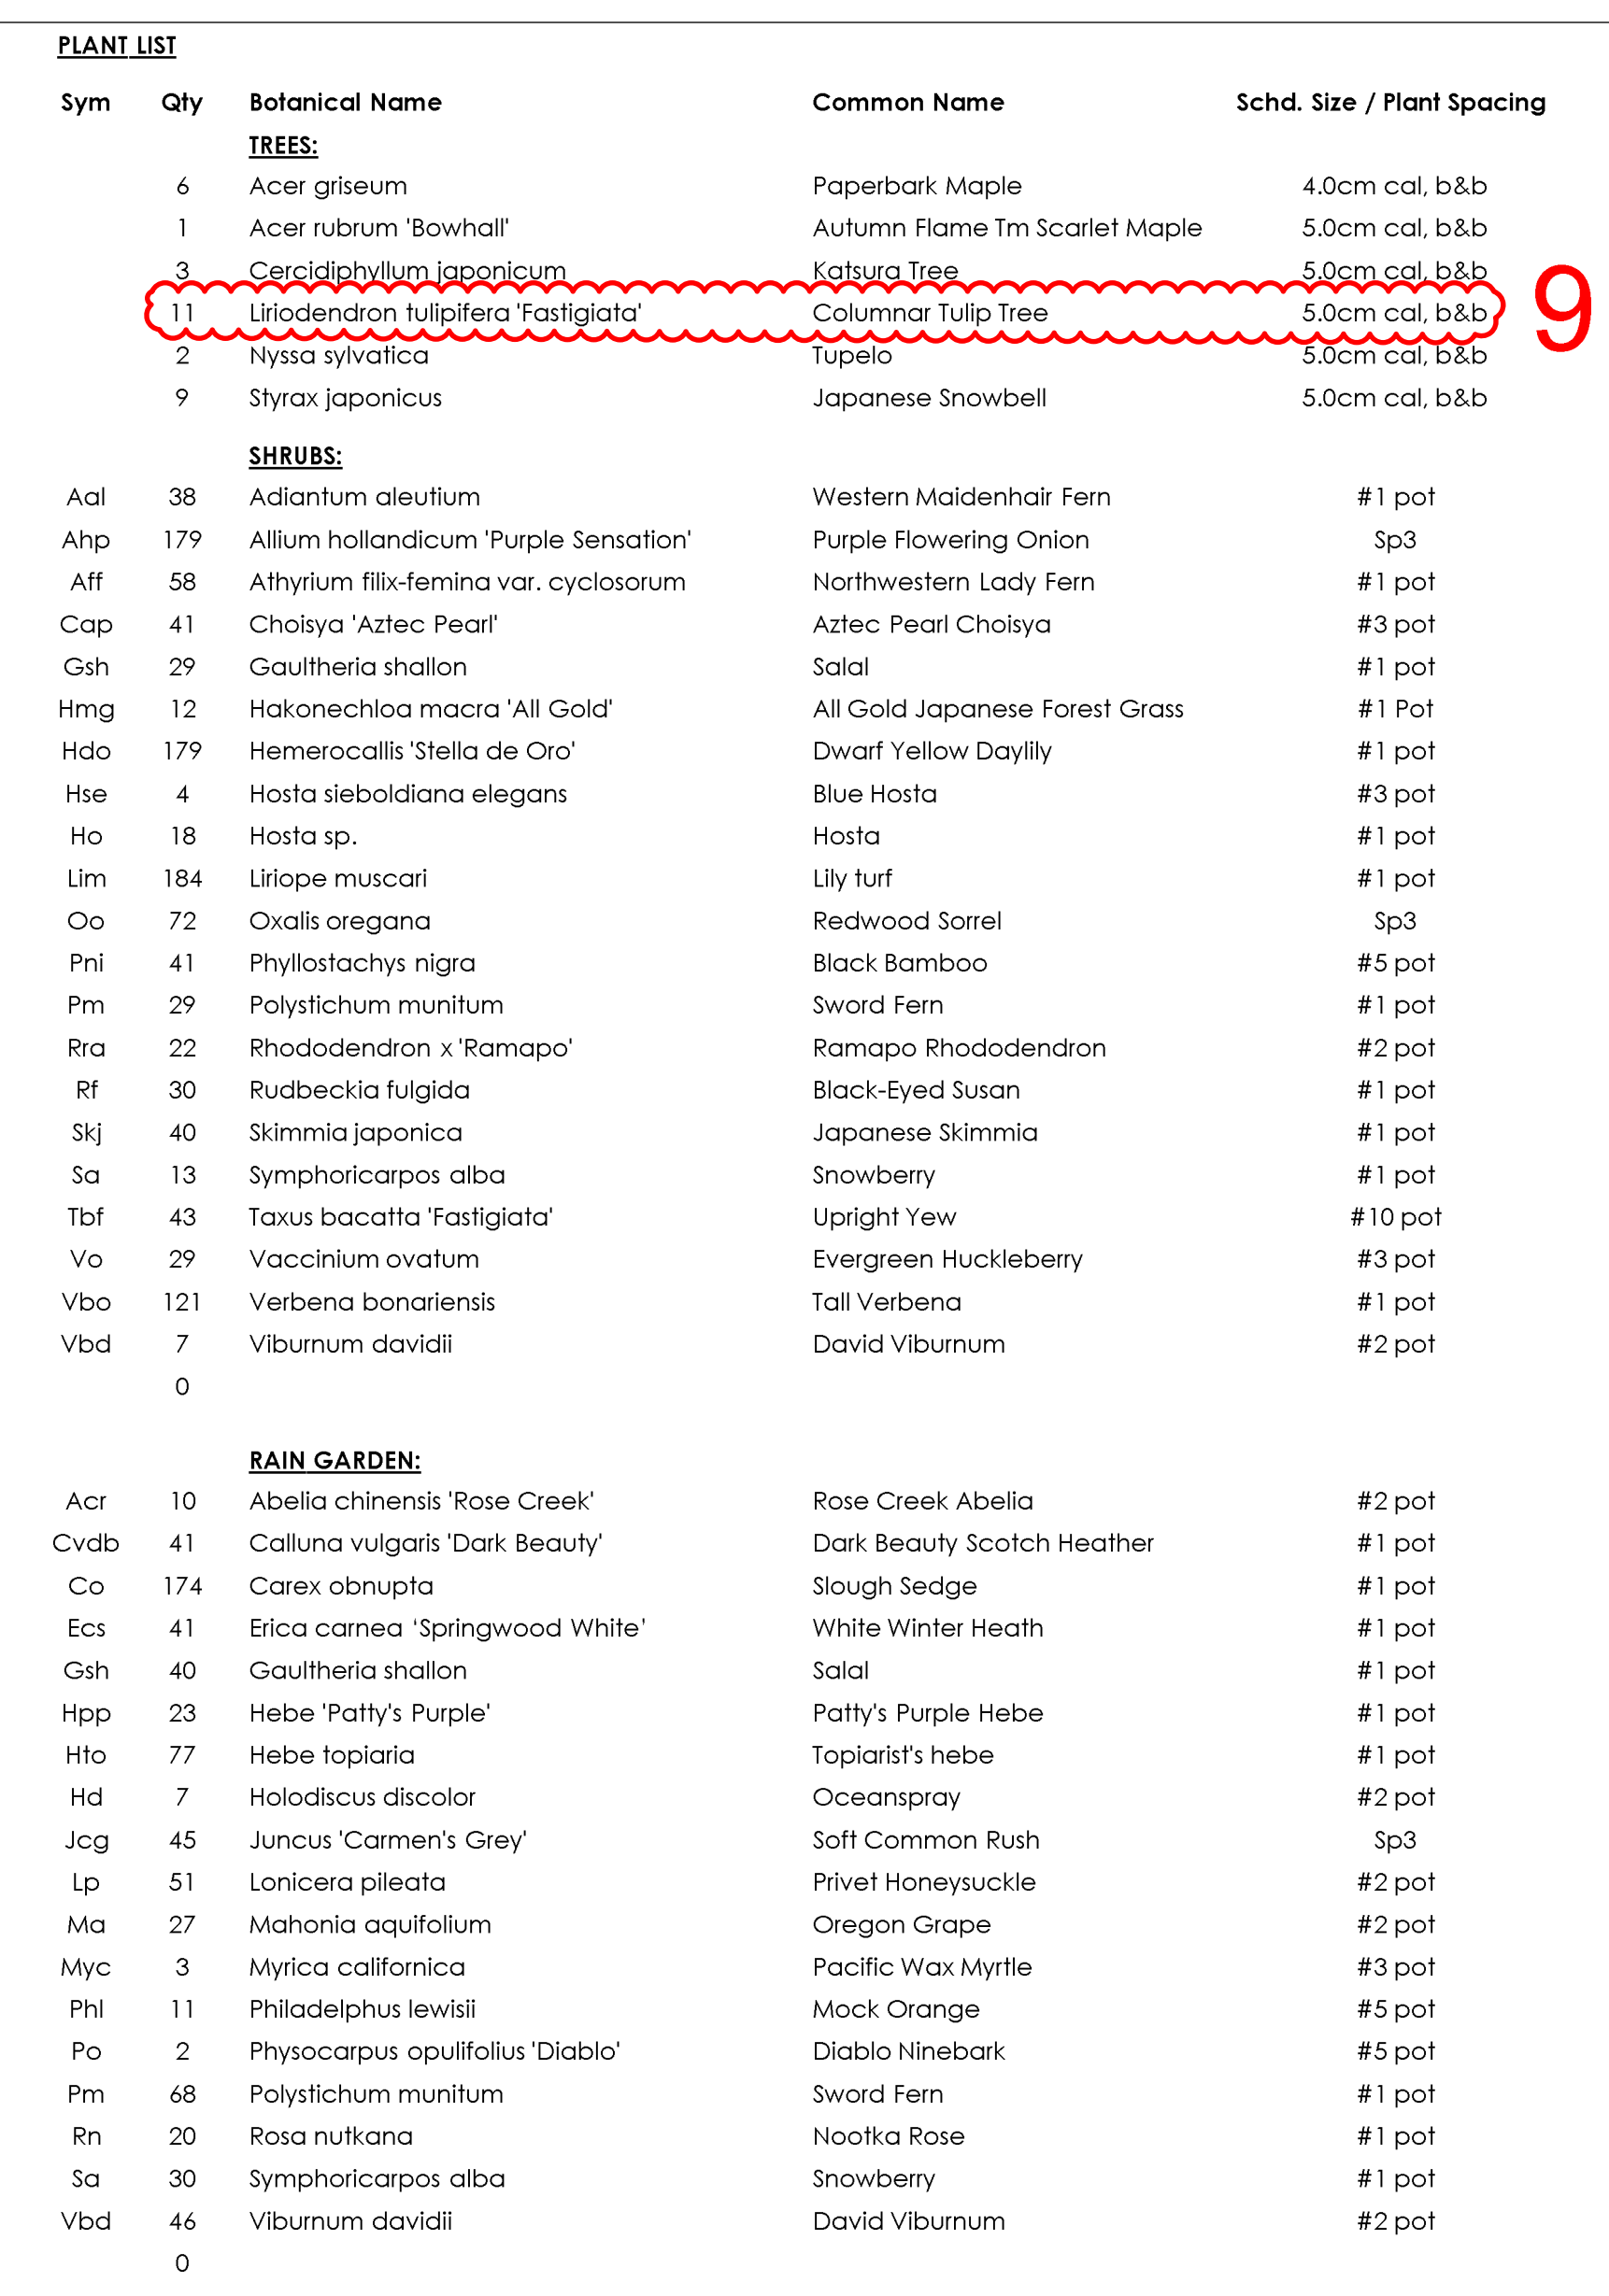 PLANT LIST
Sym Qty Botanical Name Common Name Schd. Size / Plant Spacing
TREES:
6 Acer griseum Paperbark Maple 4.0cm cal, b&b
1 Acer rubrum 'Bowhall' Autumn Flame Tm Scarlet Maple 5.0cm cal, b&b
3 Cercidiphyllum japonicum Katsura Tree 5.0cm cal, b&b
11 Liriodendron tulipifera 'Fastigiata' Columnar Tulip Tree 5.0cm cal, b&b 9
2 Nyssa sylvatica Tupelo 5.0cm cal, b&b
9 Styrax japonicus Japanese Snowbell 5.0cm cal, b&b
SHRUBS:
Aal 38 Adiantum aleutium Western Maidenhair Fern #1 pot
Ahp 179 Allium hollandicum 'Purple Sensation' Purple Flowering Onion Sp3
Aff 58 Athyrium filix-femina var. cyclosorum Northwestern Lady Fern #1 pot
Cap 41 Choisya 'Aztec Pearl' Aztec Pearl Choisya #3 pot
Gsh 29 Gaultheria shallon Salal #1 pot
Hmg 12 Hakonechloa macra 'All Gold' All Gold Japanese Forest Grass #1 Pot
Hdo 179 Hemerocallis 'Stella de Oro' Dwarf Yellow Daylily #1 pot
Hse 4 Hosta sieboldiana elegans Blue Hosta #3 pot
Ho 18 Hosta sp. Hosta #1 pot
Lim 184 Liriope muscari Lily turf #1 pot
Oo 72 Oxalis oregana Redwood Sorrel Sp3
Pni 41 Phyllostachys nigra Black Bamboo #5 pot
Pm 29 Polystichum munitum Sword Fern #1 pot
Rra 22 Rhododendron x 'Ramapo' Ramapo Rhododendron #2 pot
Rf 30 Rudbeckia fulgida Black-Eyed Susan #1 pot
Skj 40 Skimmia japonica Japanese Skimmia #1 pot
Sa 13 Symphoricarpos alba Snowberry #1 pot
Tbf 43 Taxus bacatta 'Fastigiata' Upright Yew #10 pot
Vo 29 Vaccinium ovatum Evergreen Huckleberry #3 pot
Vbo 121 Verbena bonariensis Tall Verbena #1 pot
Vbd 7 Viburnum davidii David Viburnum #2 pot
0
RAIN GARDEN:
Acr 10 Abelia chinensis 'Rose Creek' Rose Creek Abelia #2 pot
Cvdb 41 Calluna vulgaris 'Dark Beauty' Dark Beauty Scotch Heather #1 pot
Co 174 Carex obnupta Slough Sedge #1 pot
Ecs 41 Erica carnea ‘Springwood White’ White Winter Heath #1 pot
Gsh 40 Gaultheria shallon Salal #1 pot
Hpp 23 Hebe 'Patty's Purple' Patty's Purple Hebe #1 pot
Hto 77 Hebe topiaria Topiarist's hebe #1 pot
Hd 7 Holodiscus discolor Oceanspray #2 pot
Jcg 45 Juncus 'Carmen's Grey' Soft Common Rush Sp3
Lp 51 Lonicera pileata Privet Honeysuckle #2 pot
Ma 27 Mahonia aquifolium Oregon Grape #2 pot
Myc 3 Myrica californica Pacific Wax Myrtle #3 pot
Phl 11 Philadelphus lewisii Mock Orange #5 pot
Po 2 Physocarpus opulifolius 'Diablo' Diablo Ninebark #5 pot
Pm 68 Polystichum munitum Sword Fern #1 pot
Rn 20 Rosa nutkana Nootka Rose #1 pot
Sa 30 Symphoricarpos alba Snowberry #1 pot
Vbd 46 Viburnum davidii David Viburnum #2 pot
0